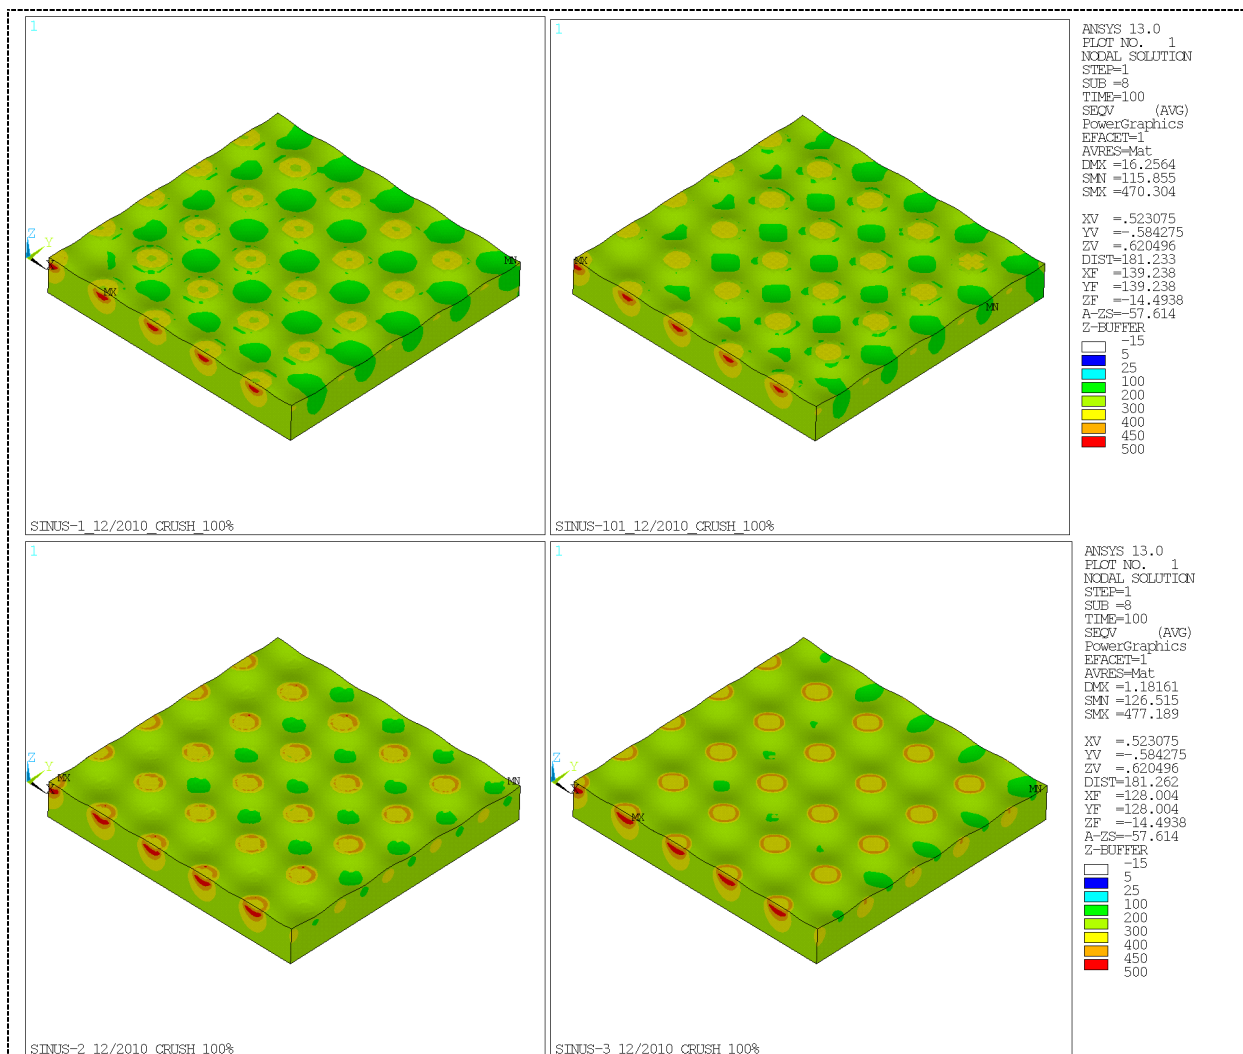 1
1
Z
Y
X
MX
MN
MX
MN
SINUS-1_12/2010_CRUSH_100%
SINUS-101_12/2010_CRUSH_100%
ANSYS 13.0
PLOT NO. 1
NODAL SOLUTION
STEP=1
SUB =8
TIME=100
SEQV (AVG)
PowerGraphics
EFACET=1
AVRES=Mat
DMX =16.2564
SMN =115.855
SMX =470.304
XV =.523075
YV =-.584275
ZV =.620496
DIST=181.233
XF =139.238
YF =139.238
ZF =-14.4938
A-ZS=-57.614
Z-BUFFER
-15
5
25
100
200
300
400
450
500
1
1
Z
Y
X
MX
MN
Z
Y
X
MX
MN
SINUS-2_12/2010_CRUSH_100%
SINUS-3_12/2010_CRUSH_100%
ANSYS 13.0
PLOT NO. 1
NODAL SOLUTION
STEP=1
SUB =8
TIME=100
SEQV (AVG)
PowerGraphics
EFACET=1
AVRES=Mat
DMX =1.18161
SMN =126.515
SMX =477.189
XV =.523075
YV =-.584275
ZV =.620496
DIST=181.262
XF =128.004
YF =128.004
ZF =-14.4938
A-ZS=-57.614
Z-BUFFER
-15
5
25
100
200
300
400
450
500